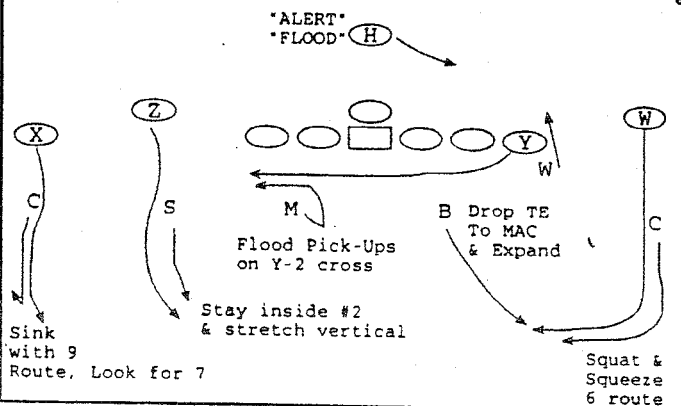 "ALERT"
"FLOOD"
H
X
Z
Y
W
W
C
S
M
B
C
Drop TE
To MAC
& Expand
Flood Pick-Ups
on Y-2 cross
Stay inside #2
& stretch vertical
Sink
with 9
Route, Look for 7
Squat &
Squeeze
6 route